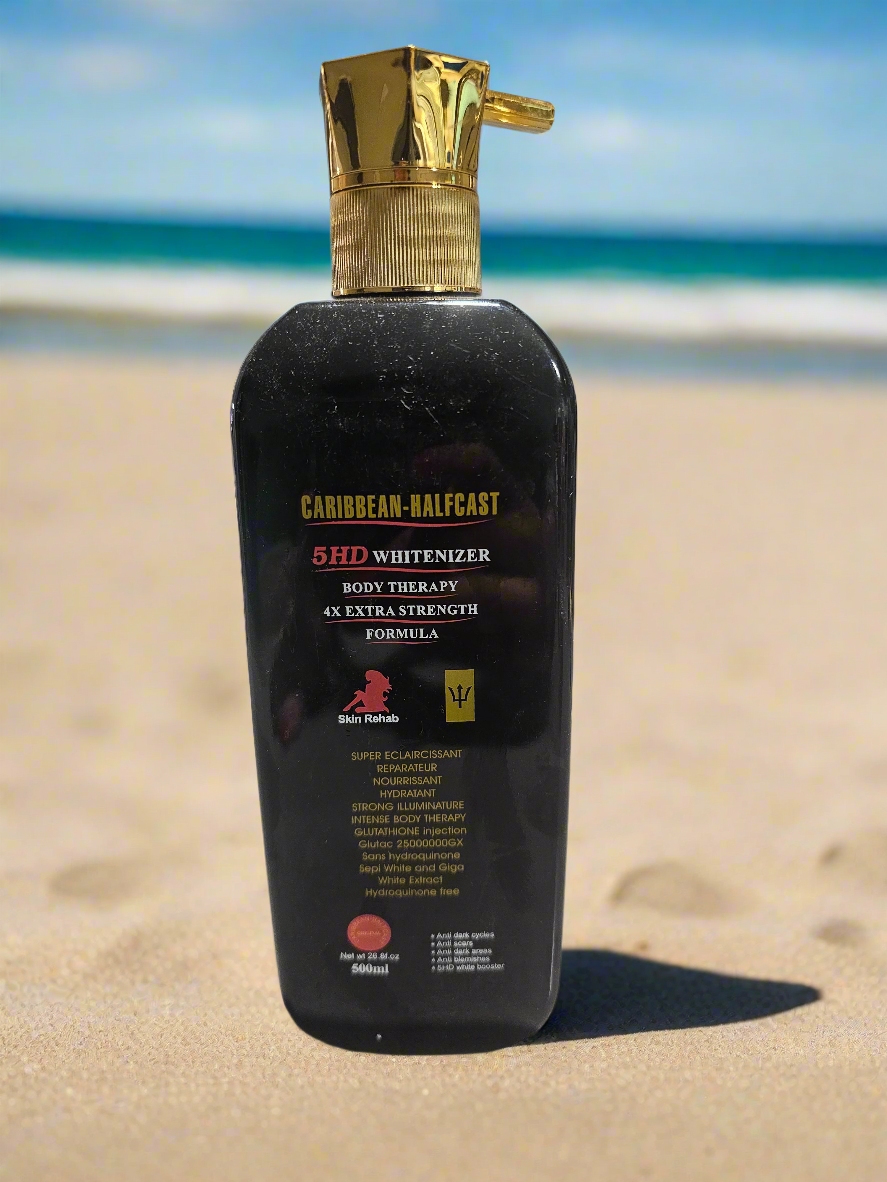 CARIBBEAN-HALFCAST
5HD WHITENIZER
BODY THERAPY
4X EXTRA STRENGTH
FORMULA
Skin Rehab
SUPER ECLAIRCISSANT
REPARATEUR
NOURRISSANT
HYDRATANT
STRONG ILLUMINATURE
INTENSE BODY THERAPY
GLUTATHIONE injection
Glutac 25000000GX
Sans hydroquinone
Sepi White and Giga
White Extract
Hydroquinone free
Net wt 26.8f.oz
500ml
• Anti dark cycles
• Anti scars
• Anti dark areas
• Anti blemishes
• 5HD white booster